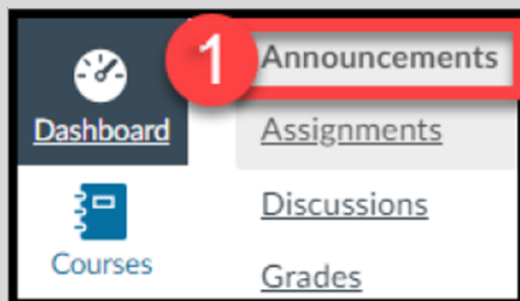 1
Announcements
Dashboard
Assignments
Discussions
Courses
Grades